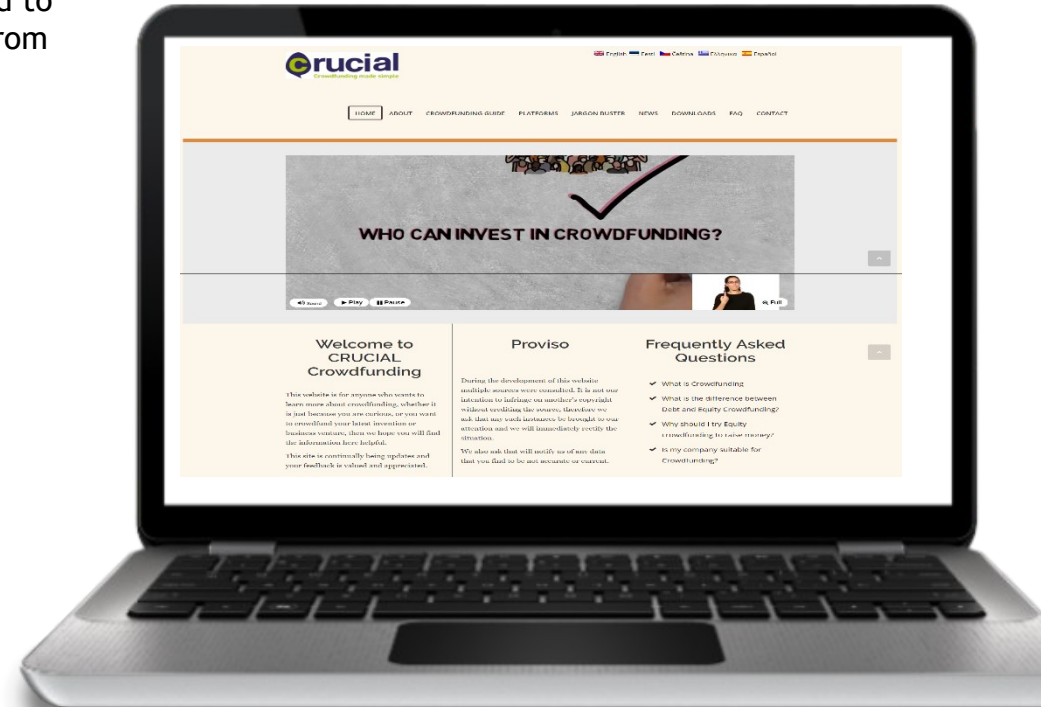 d to
rom
crucial
Crowdfunding made simple
English Eesti Čeština Ελληνικα Español
HOME ABOUT CROWDFUNDING GUIDE PLATFORMS JARGON BUSTER NEWS DOWNLOADS FAQ CONTACT
WHO CAN INVEST IN CROWDFUNDING?
Sound Play Pause Full
Welcome to
CRUCIAL
Crowdfunding
This website is for anyone who wants to
learn more about crowdfunding, whether it
is just because you are curious, or you want
to crowdfund your latest invention or
business venture, then we hope you will find
the information here helpful.
This site is continually being updates and
your feedback is valued and appreciated.
Proviso
During the development of this website
multiple sources were consulted. It is not our
intention to infringe on another's copyright
without crediting the source, therefore we
ask that any such instances be brought to our
attention and we will immediately rectify the
situation.
We also ask that will notify us of any data
that you find to be not accurate or current.
Frequently Asked
Questions
What is Crowdfunding
What is the difference between
Debt and Equity Crowdfunding?
Why should I try Equity
crowdfunding to raise money?
Is my company suitable for
Crowdfunding?